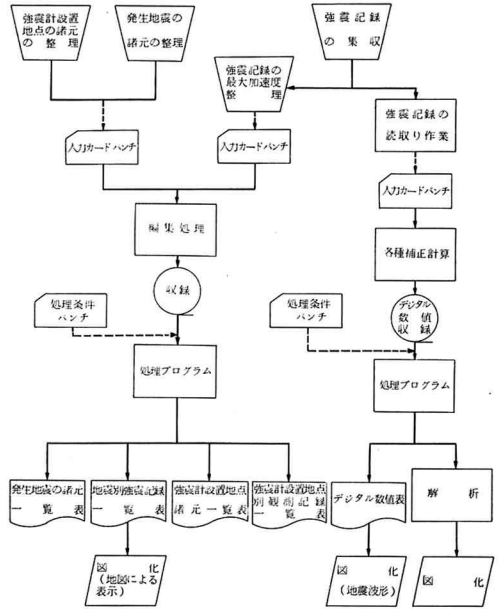 強震計設置
地点の諸元
の整理
発生地震の
諸元の整理
強震記録
の集収
強震記録の
最大加速度
整理
強震記録の
読取り作業
入力カードパンチ
入力カードパンチ
入力カードパンチ
編集処理
各種補正計算
収録
デジタル
数値
収録
処理条件
パンチ
処理条件
パンチ
処理プログラム
処理プログラム
発生地震の諸元
一覧表
地震別強震記録
一覧表
強震計設置地点
諸元一覧表
強震計設置地点
別観測記録
一覧表
デジタル数値表
解析
図化
(地図による
表示)
図化
(地震波形)
図化